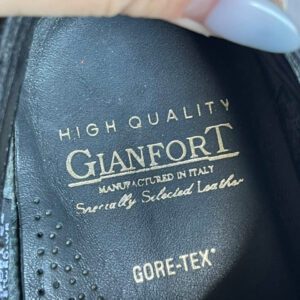 HIGH QUALITY
GIANFORT
MANUFACTURED IN ITALY
Specially Selected Leather
GORE-TEX®